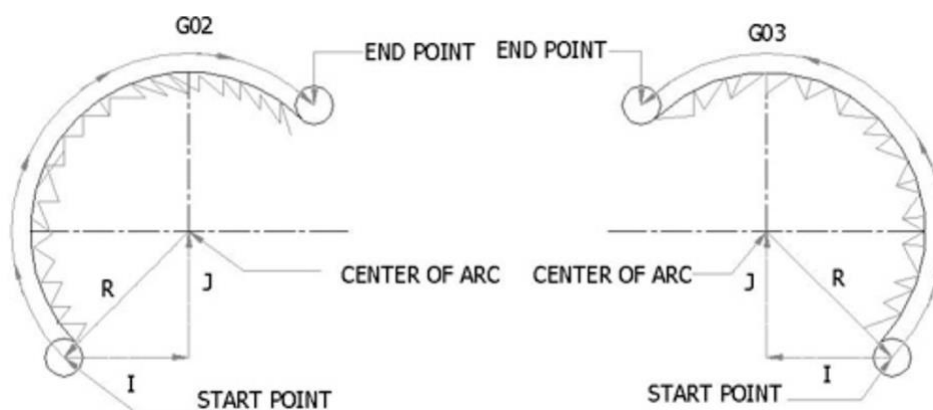 G02
END POINT
END POINT
G03
R
J
CENTER OF ARC
CENTER OF ARC
J
R
I
START POINT
START POINT
I